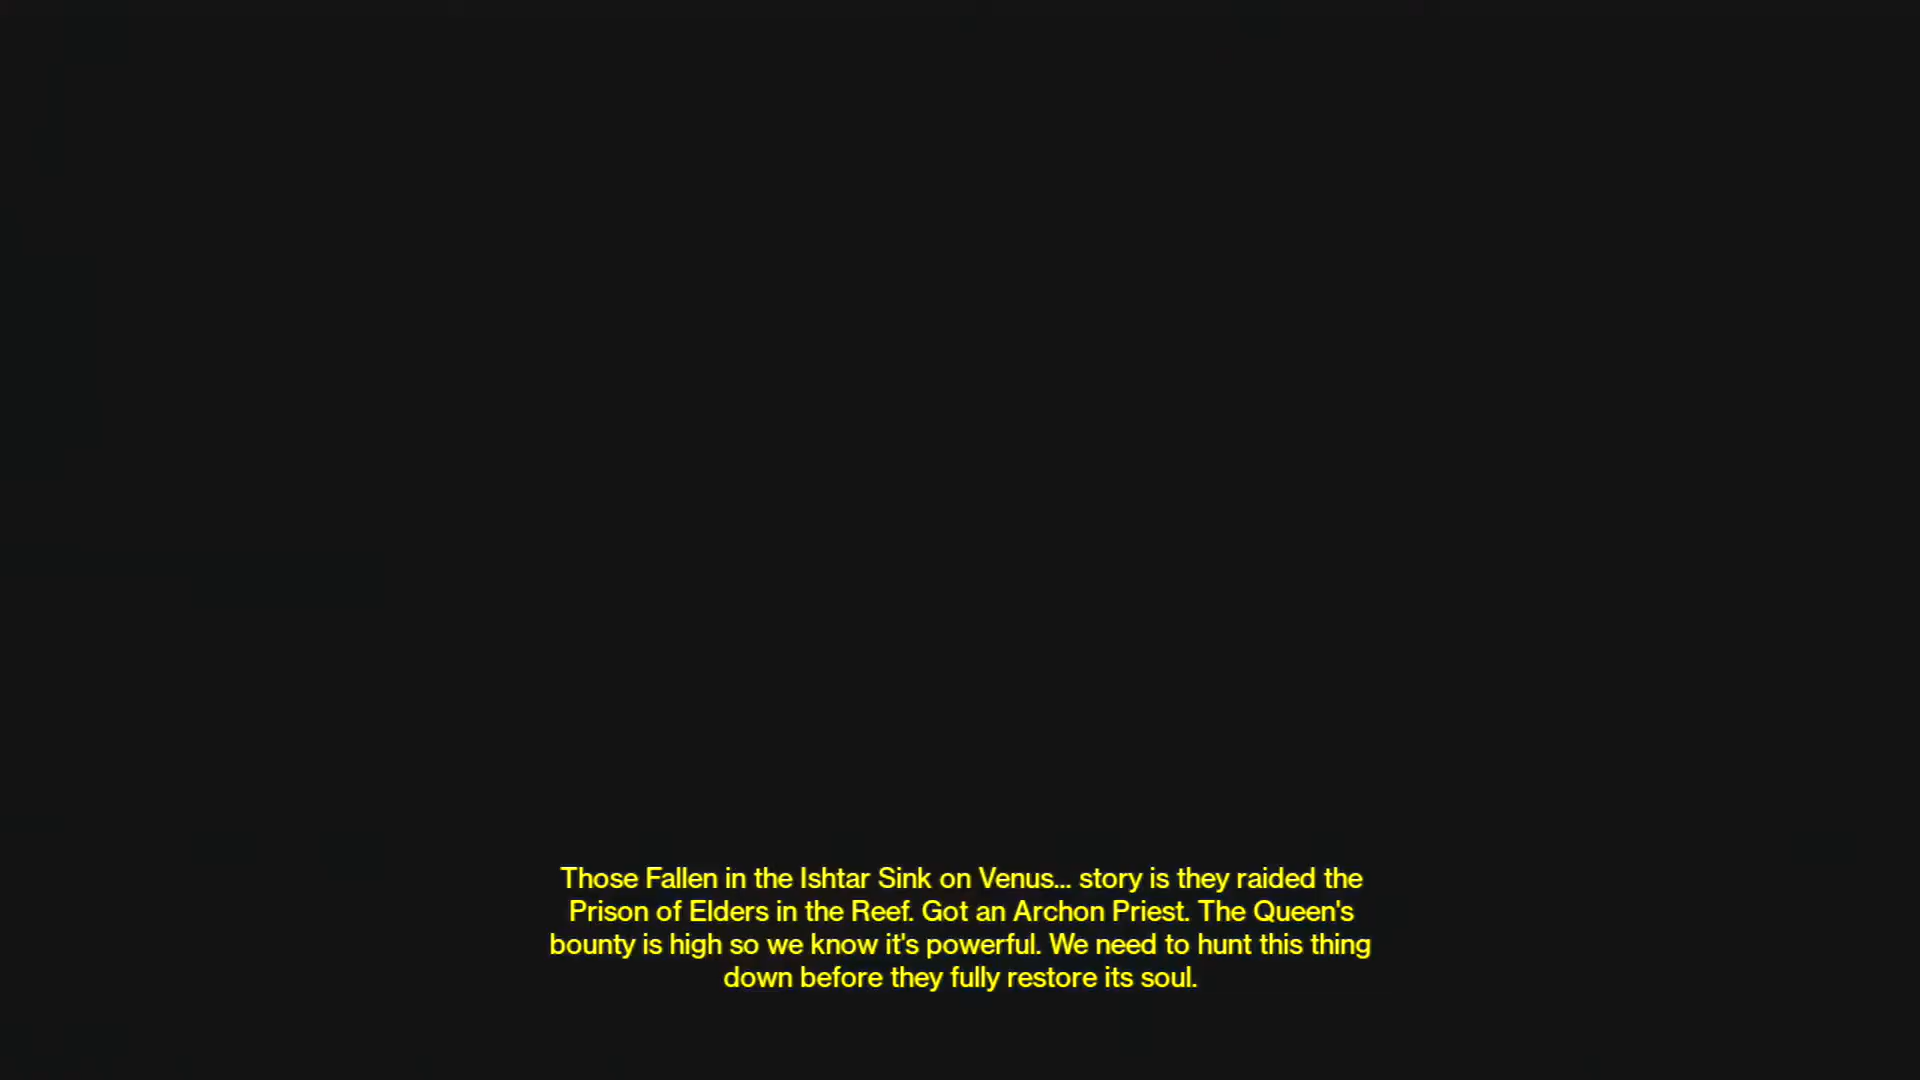 Those Fallen in the Ishtar Sink on Venus... story is they raided the
Prison of Elders in the Reef. Got an Archon Priest. The Queen's
bounty is high so we know it's powerful. We need to hunt this thing
down before they fully restore its soul.